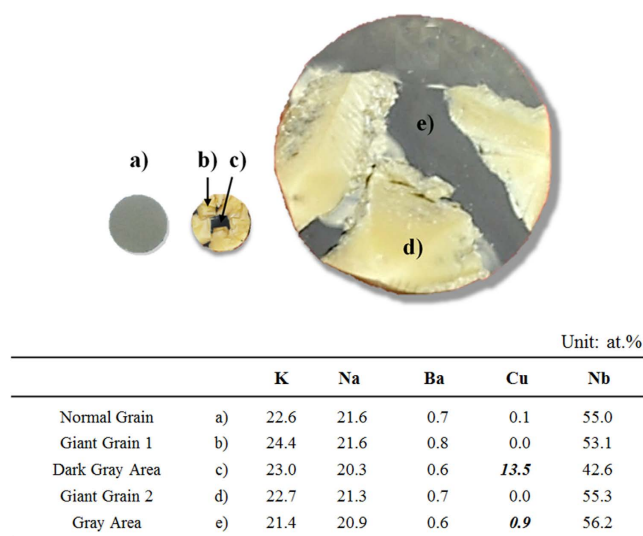 e)
a) b) c)
d)
Unit: at.%
K Na Ba Cu Nb
Normal Grain a) 22.6 21.6 0.7 0.1 55.0
Giant Grain 1 b) 24.4 21.6 0.8 0.0 53.1
Dark Gray Area c) 23.0 20.3 0.6 13.5 42.6
Giant Grain 2 d) 22.7 21.3 0.7 0.0 55.3
Gray Area e) 21.4 20.9 0.6 0.9 56.2